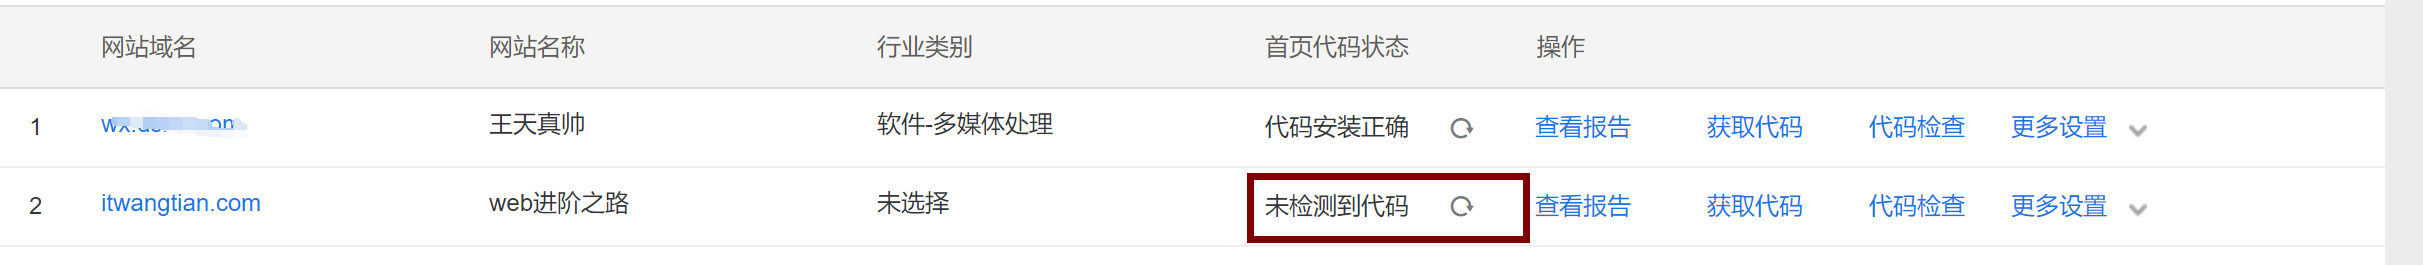 网站域名 网站名称 行业类别 首页代码状态 操作
1 王天真帅 软件-多媒体处理 代码安装正确 查看报告 获取代码 代码检查 更多设置
2 itwangtian.com web进阶之路 未选择 未检测到代码 查看报告 获取代码 代码检查 更多设置